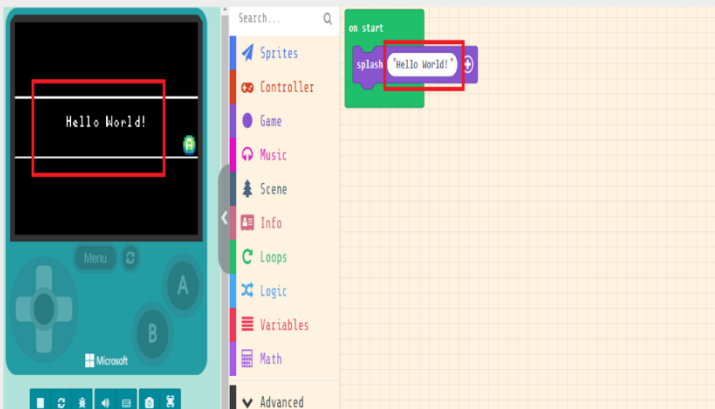 Hello World!
Menu
A
B
Microsoft
Search...
Sprites
Controller
Game
Music
Scene
Info
Loops
Logic
Variables
Math
Advanced
on start
splash "Hello World!" +